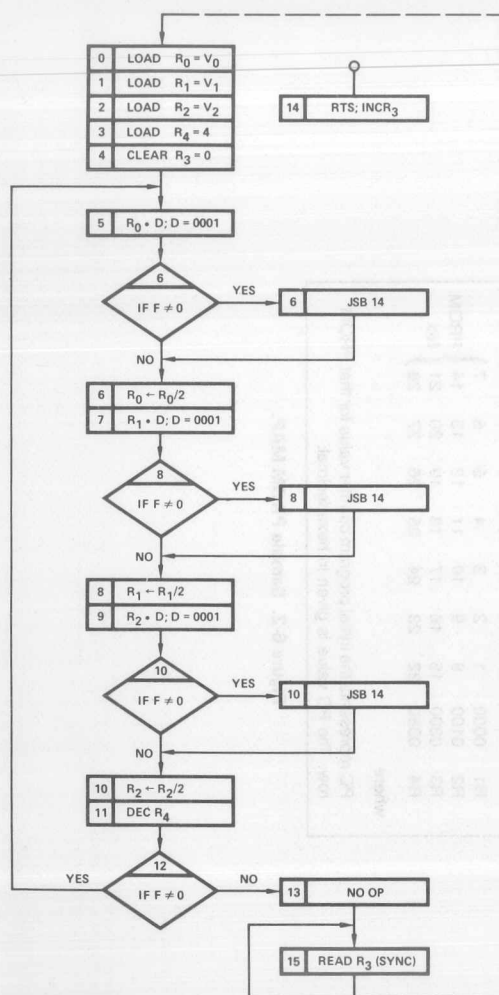 0 LOAD R0 = V0
1 LOAD R1 = V1
2 LOAD R2 = V2
3 LOAD R4 = 4
4 CLEAR R3 = 0
14 RTS; INCR3
5 R0 • D; D = 0001
6
IF F ≠ 0
YES
6 JSB 14
NO
6 R0 ← R0/2
7 R1 • D; D = 0001
8
IF F ≠ 0
YES
8 JSB 14
NO
8 R1 ← R1/2
9 R2 • D; D = 0001
10
IF F ≠ 0
YES
10 JSB 14
NO
10 R2 ← R2/2
11 DEC R4
12
IF F ≠ 0
YES
NO
13 NO OP
15 READ R3 (SYNC)